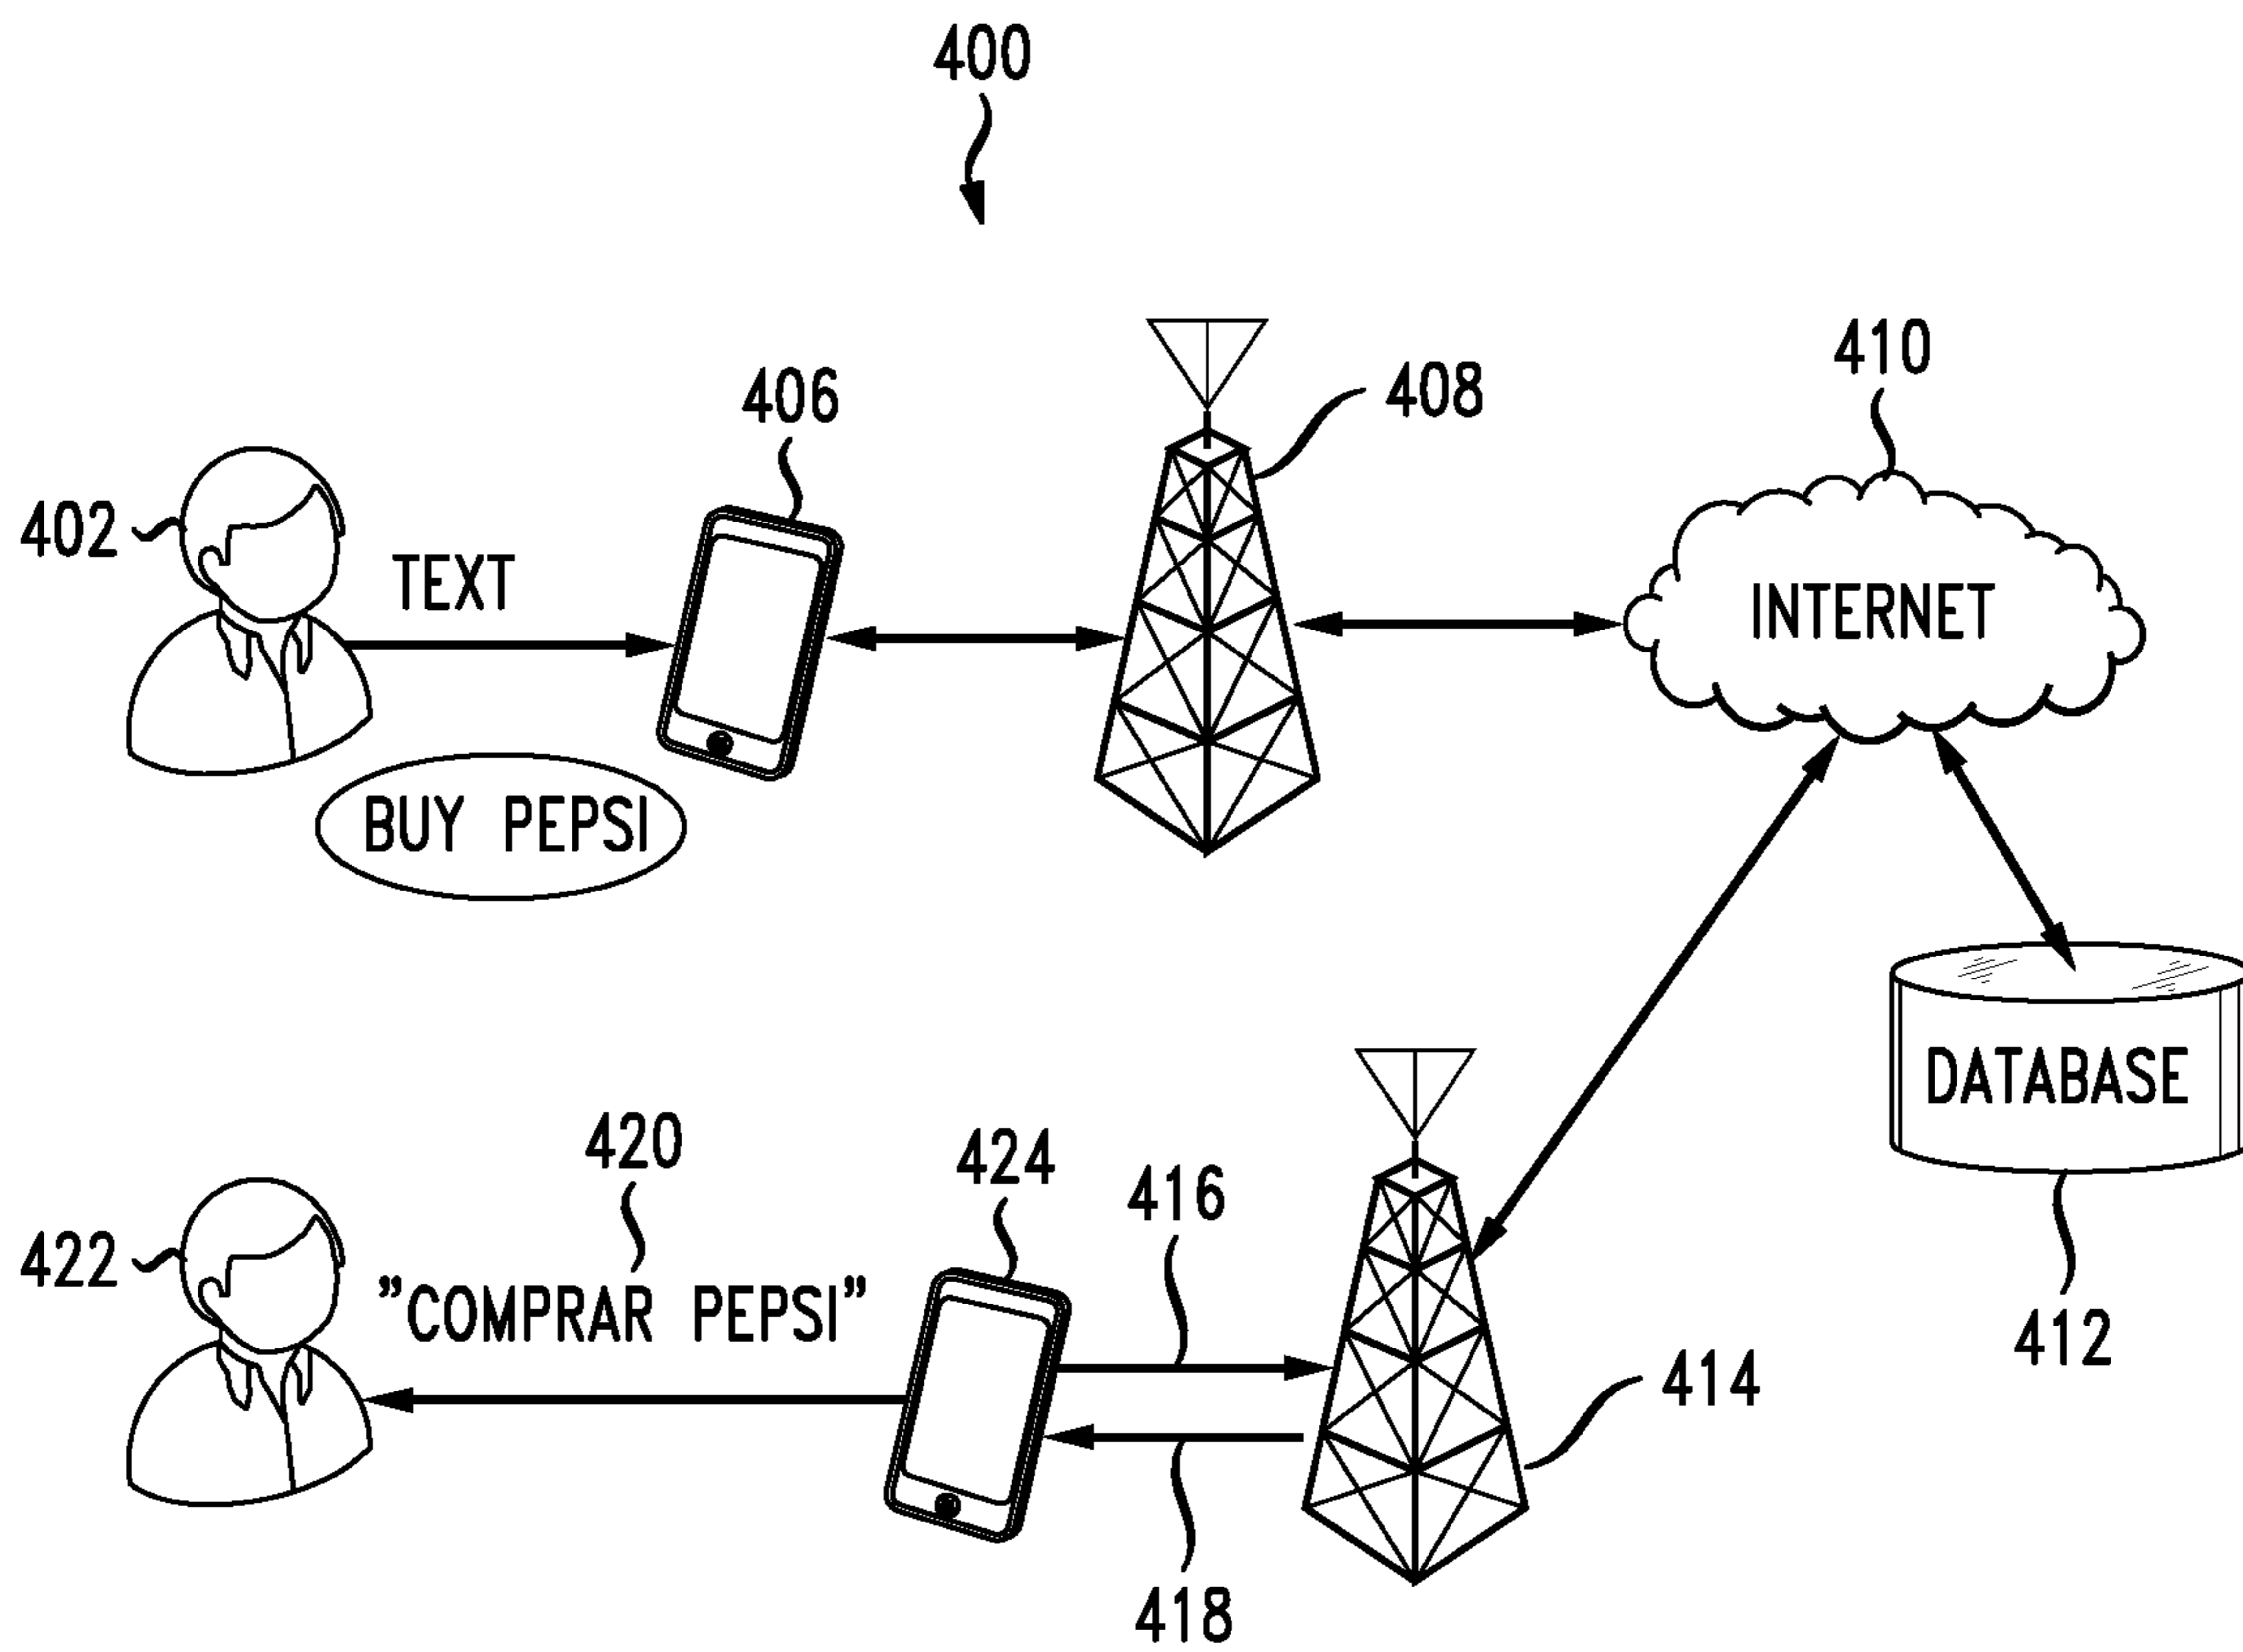 400
410
406
408
402
TEXT
INTERNET
BUY PEPSI
DATABASE
420
424
416
422
”COMPRAR PEPSI”
412
414
418